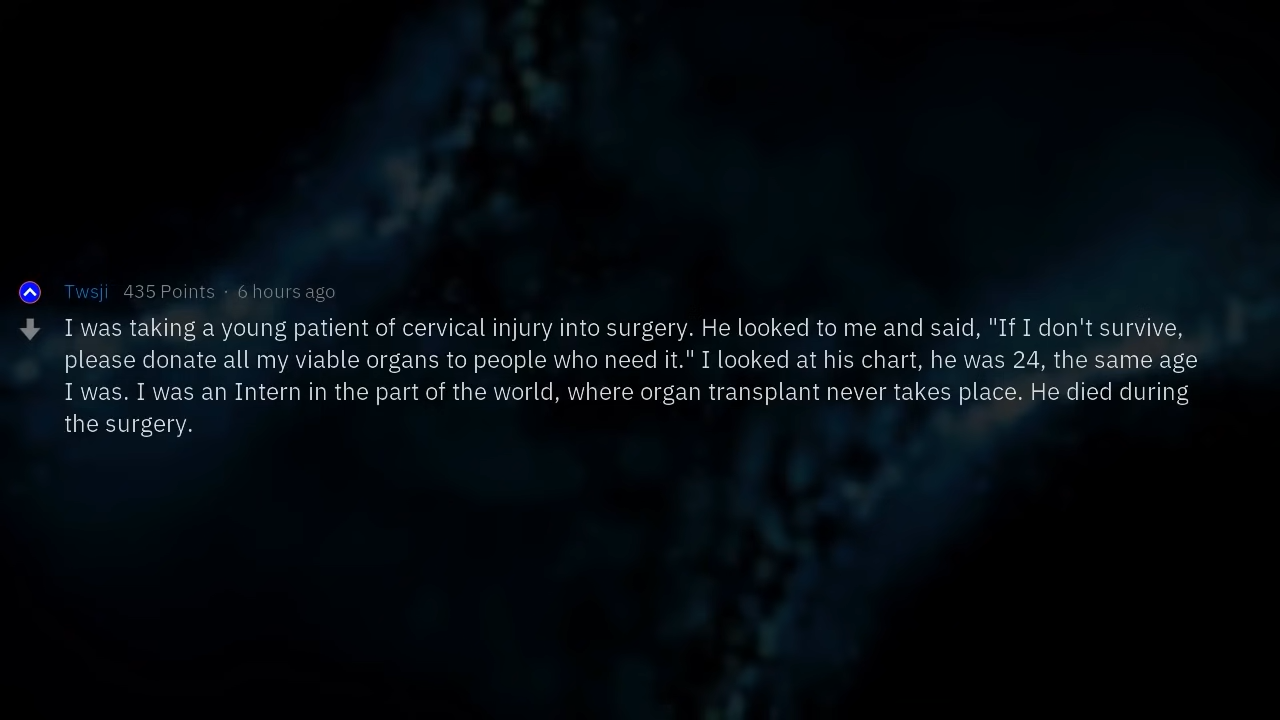 Twsji 435 Points · 6 hours ago
I was taking a young patient of cervical injury into surgery. He looked to me and said, "If I don't survive,
please donate all my viable organs to people who need it." I looked at his chart, he was 24, the same age
I was. I was an Intern in the part of the world, where organ transplant never takes place. He died during
the surgery.